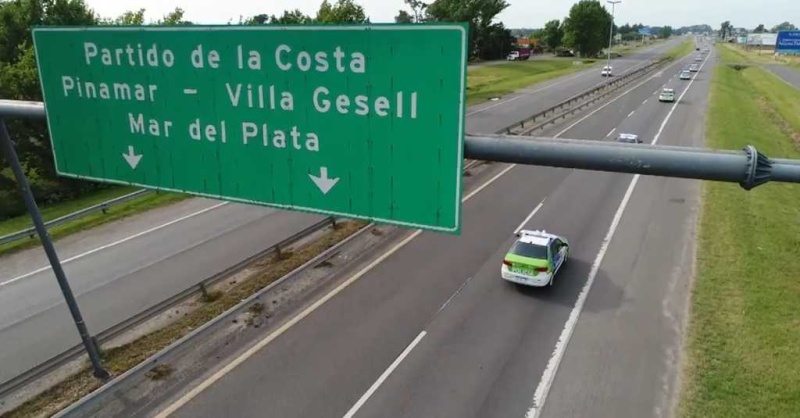 Partido de la Costa
Pinamar - Villa Gesell
Mar del Plata